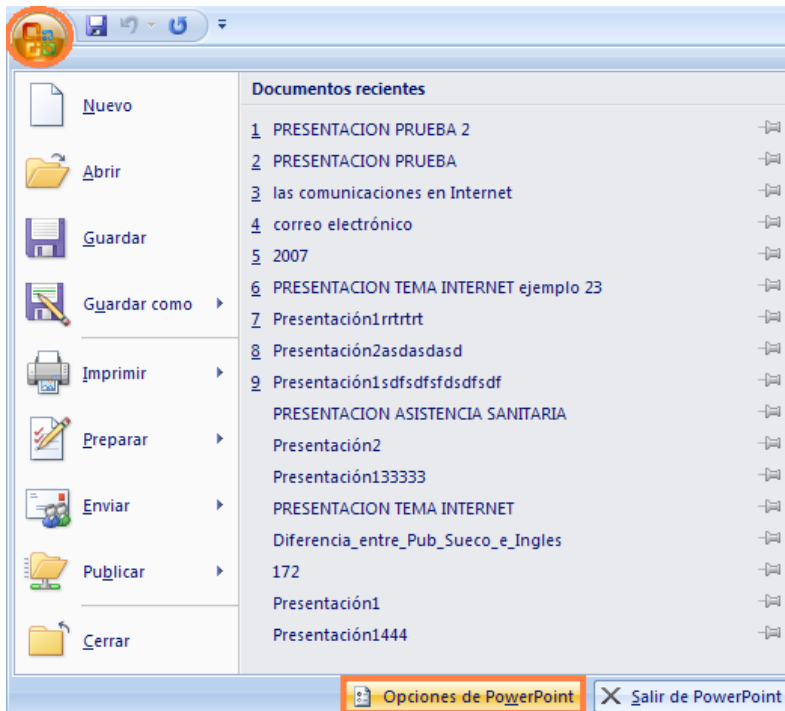 Nuevo
Abrir
Guardar
Guardar como
Imprimir
Preparar
Enviar
Publicar
Cerrar
Documentos recientes
1 PRESENTACION PRUEBA 2
2 PRESENTACION PRUEBA
3 las comunicaciones en Internet
4 correo electrónico
5 2007
6 PRESENTACION TEMA INTERNET ejemplo 23
7 Presentación1rrtrtrt
8 Presentación2asdasdasd
9 Presentación1sdfsdfsfdsdfsdf
PRESENTACION ASISTENCIA SANITARIA
Presentación2
Presentación133333
PRESENTACION TEMA INTERNET
Diferencia_entre_Pub_Sueco_e_Ingles
172
Presentación1
Presentación1444
Opciones de PowerPoint
Salir de PowerPoint